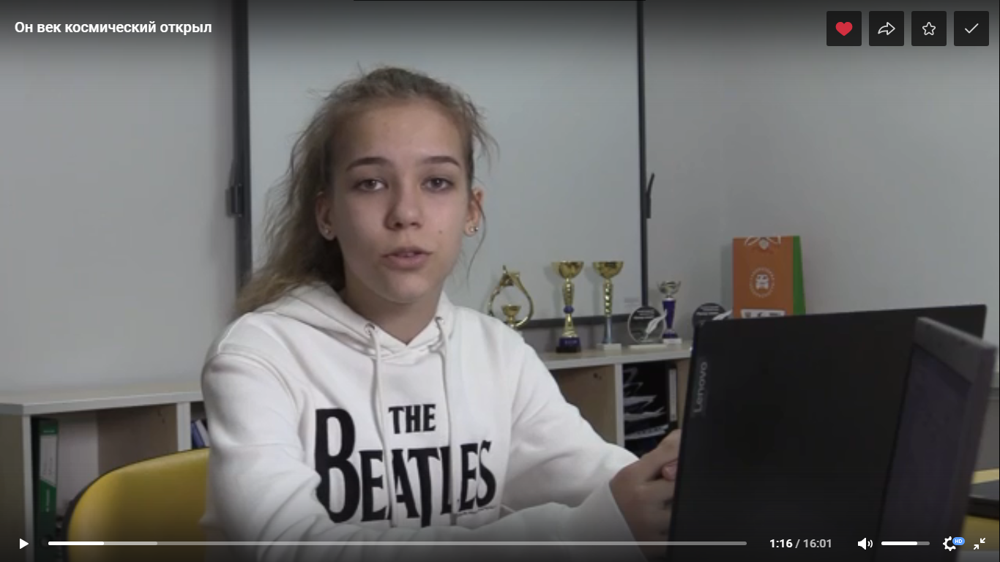 Он век космический открыл
THE
BEATLES
Lenovo
1:16 / 16:01
HD